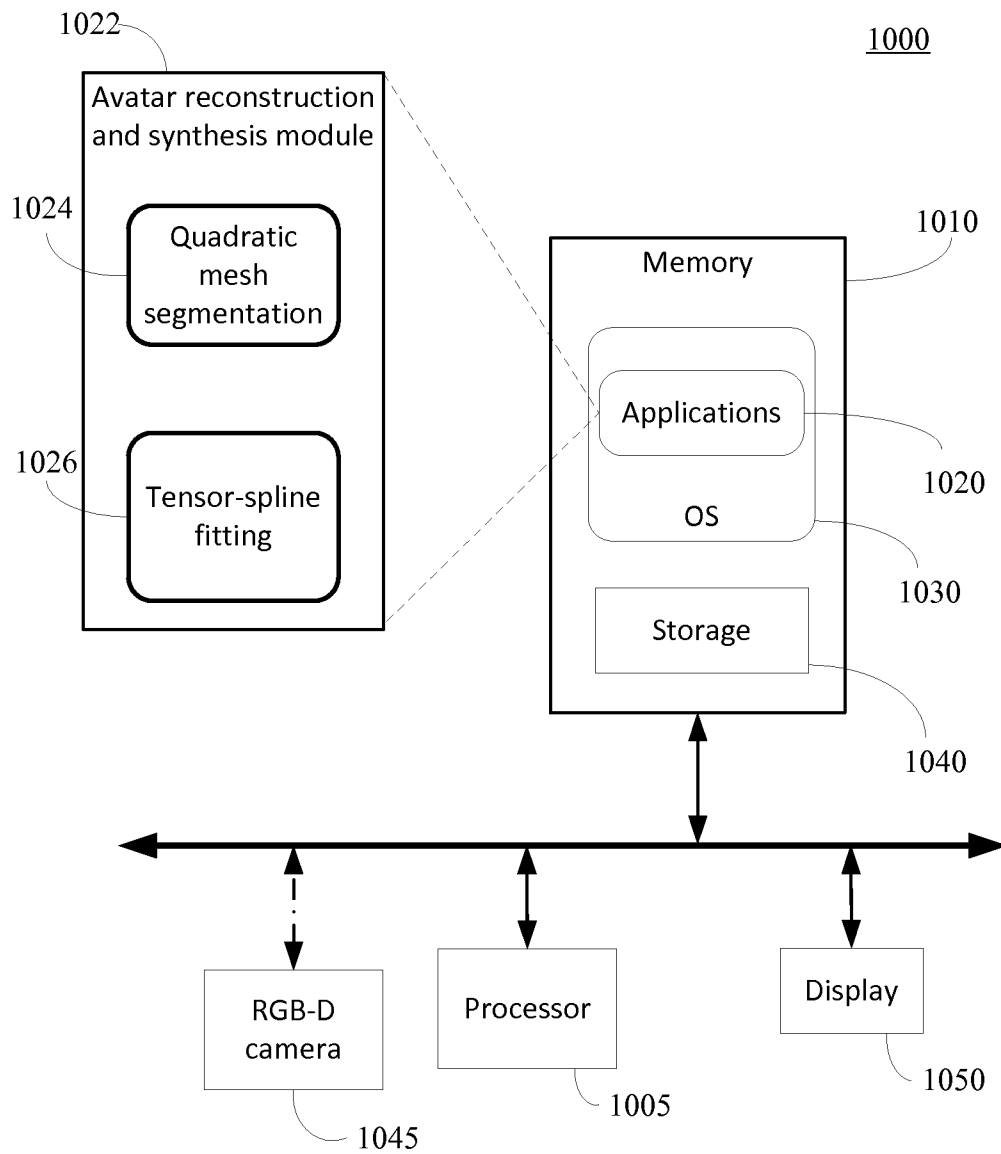 1022
1000
Avatar reconstruction
and synthesis module
1024
Quadratic
mesh
segmentation
1010
Memory
Applications
1026
Tensor-spline
fitting
1020
OS
1030
Storage
1040
RGB-D
camera
Processor
Display
1050
1005
1045